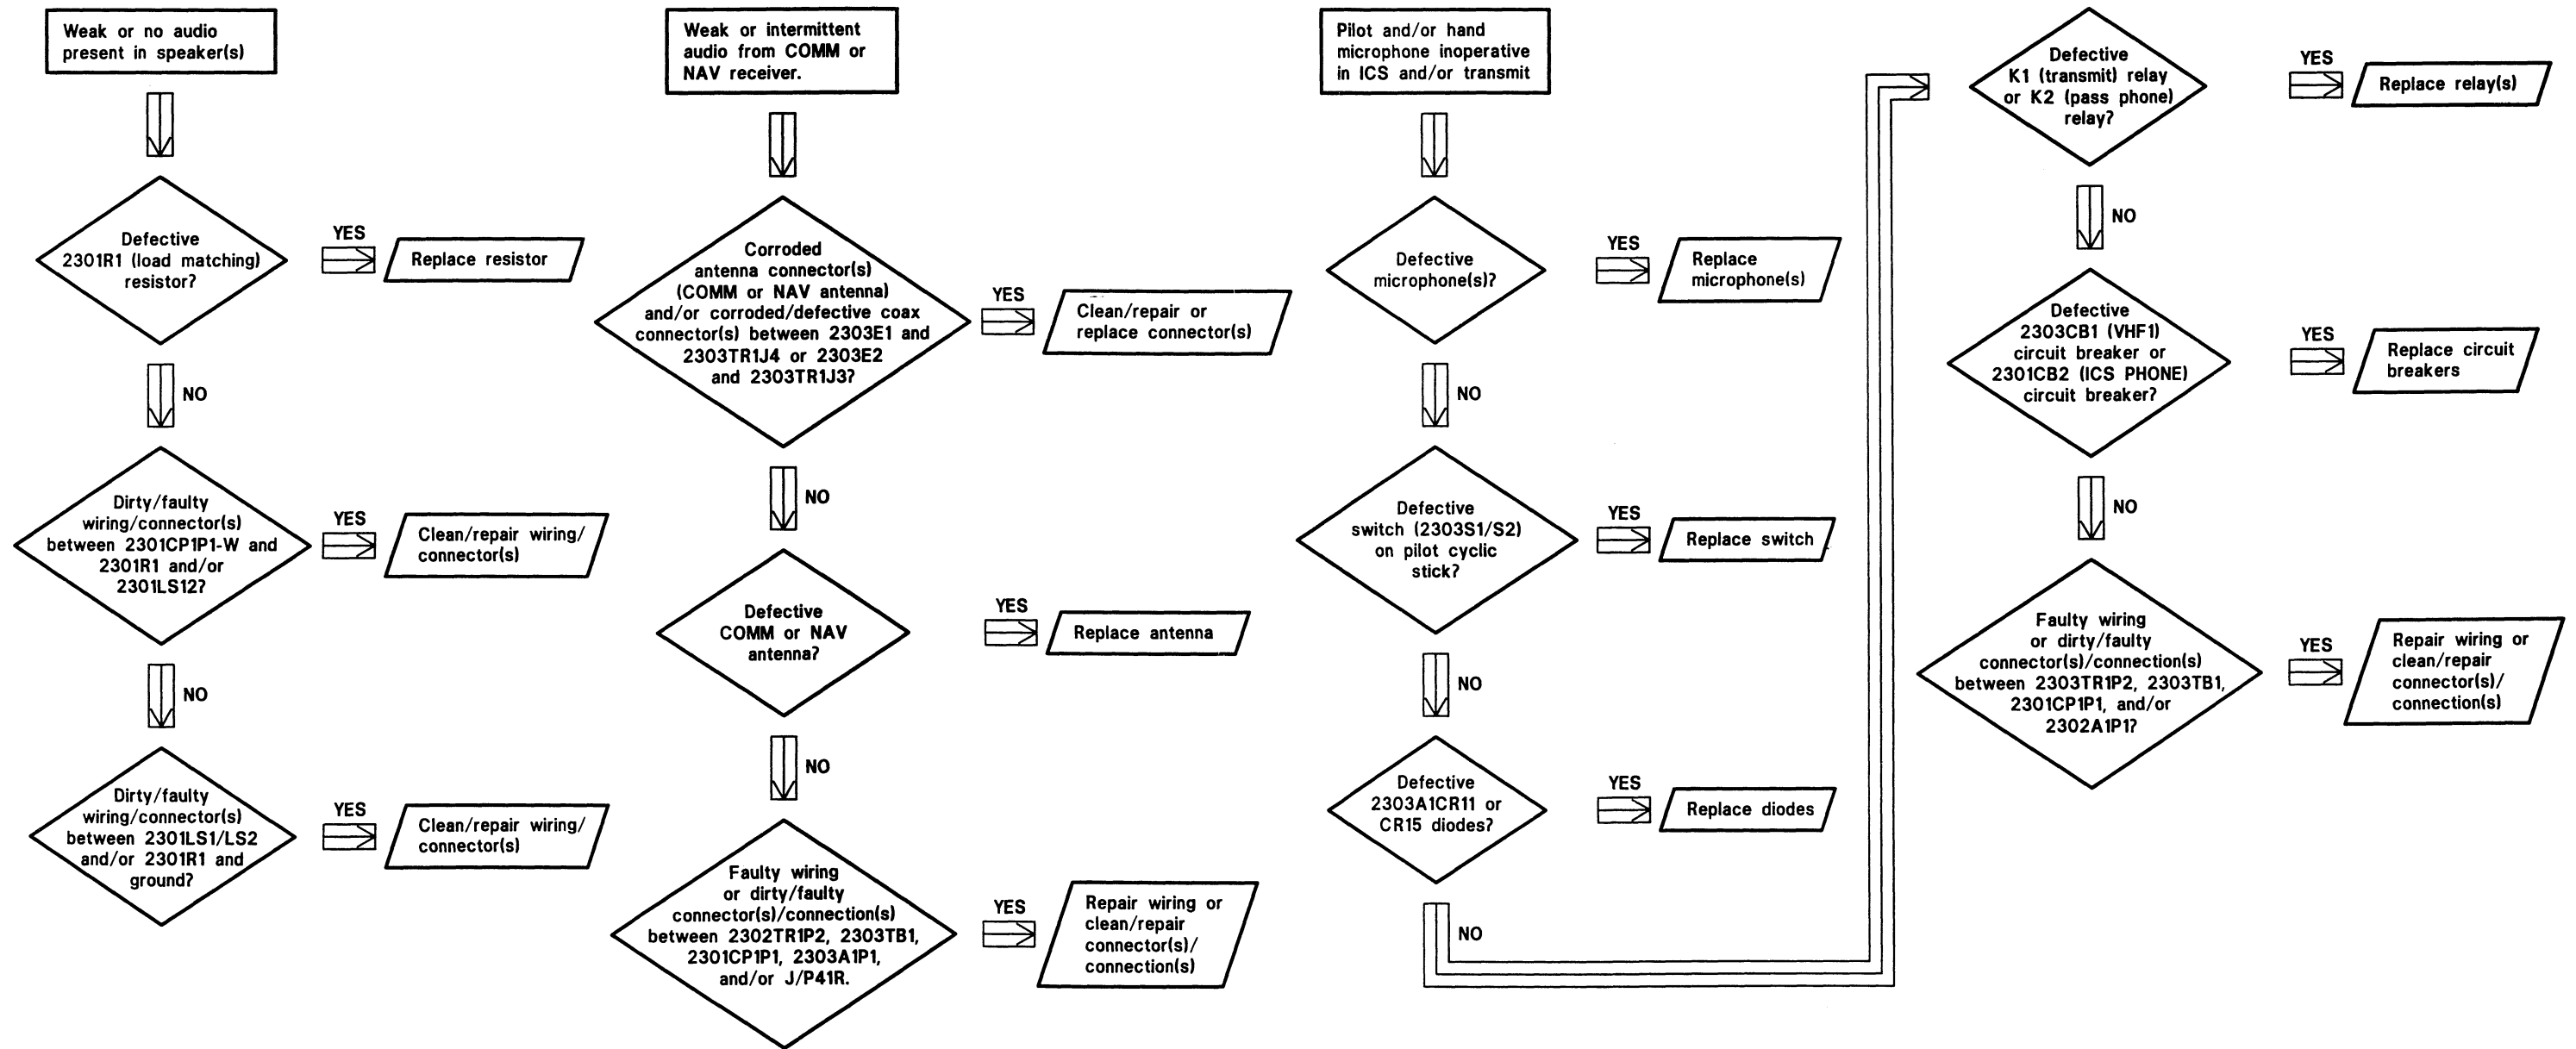 Weak or no audio
present in speaker(s)
Defective
2301R1 (load matching)
resistor?
YES
Replace resistor
NO
Dirty/faulty
wiring/connector(s)
between 2301CP1P1-W and
2301R1 and/or
2301LS12?
YES
Clean/repair wiring/
connector(s)
NO
Dirty/faulty
wiring/connector(s)
between 2301LS1/LS2
and/or 2301R1 and
ground?
YES
Clean/repair wiring/
connector(s)
Weak or intermittent
audio from COMM or
NAV receiver.
Corroded
antenna connector(s)
(COMM or NAV antenna)
and/or corroded/defective coax
connector(s) between 2303E1 and
2303TR1J4 or 2303E2
and 2303TR1J3?
YES
Clean/repair or
replace connector(s)
NO
Defective
COMM or NAV
antenna?
YES
Replace antenna
NO
Faulty wiring
or dirty/faulty
connector(s)/connection(s)
between 2302TR1P2, 2303TB1,
2301CP1P1, 2303A1P1,
and/or J/P41R.
YES
Repair wiring or
clean/repair
connector(s)/
connection(s)
Pilot and/or hand
microphone inoperative
in ICS and/or transmit
Defective
microphone(s)?
YES
Replace
microphone(s)
NO
Defective
switch (2303S1/S2)
on pilot cyclic
stick?
YES
Replace switch
NO
Defective
2303A1CR11 or
CR15 diodes?
YES
Replace diodes
NO
Defective
K1 (transmit) relay
or K2 (pass phone)
relay?
YES
Replace relay(s)
NO
Defective
2303CB1 (VHF1)
circuit breaker or
2301CB2 (ICS PHONE)
circuit breaker?
YES
Replace circuit
breakers
NO
Faulty wiring
or dirty/faulty
connector(s)/connection(s)
between 2303TR1P2, 2303TB1,
2301CP1P1, and/or
2302A1P1?
YES
Repair wiring or
clean/repair
connector(s)/
connection(s)